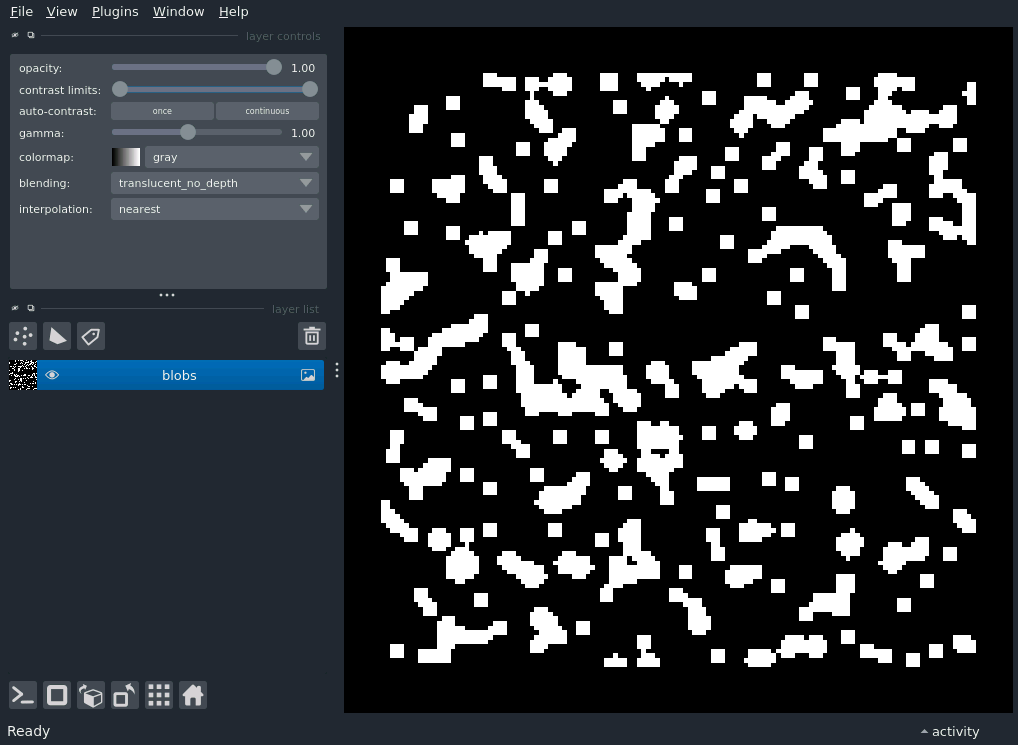 File View Plugins Window Help
layer controls
opacity: 1.00
contrast limits:
auto-contrast: once continuous
gamma: 1.00
colormap: gray
blending: translucent_no_depth
interpolation: nearest
layer list
blobs
Ready activity